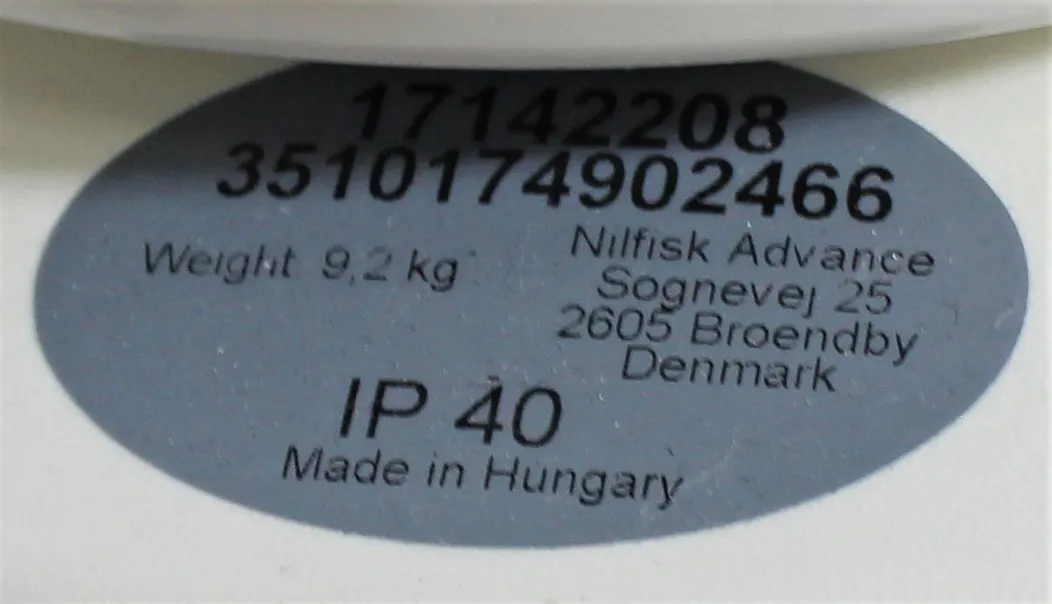 17142208
3510174902466
Weight 9,2 kg
Nilfisk Advance
Sognevej 25
2605 Broendby
Denmark
IP 40
Made in Hungary